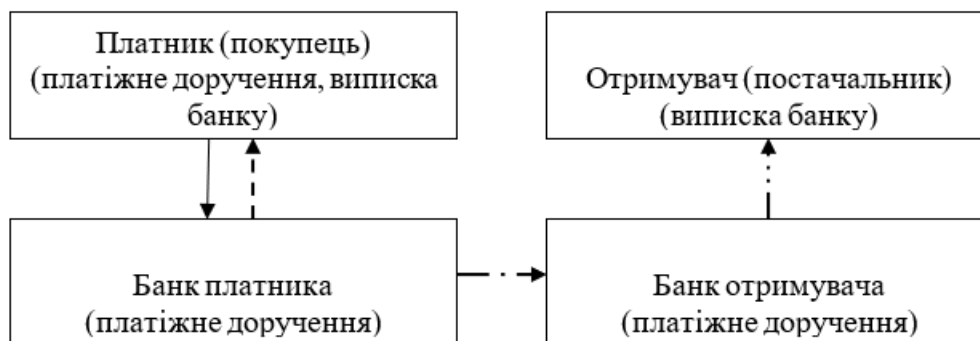 Платник (покупець)
(платіжне доручення, виписка
банку)
Отримувач (постачальник)
(виписка банку)
Банк платника
(платіжне доручення)
Банк отримувача
(платіжне доручення)